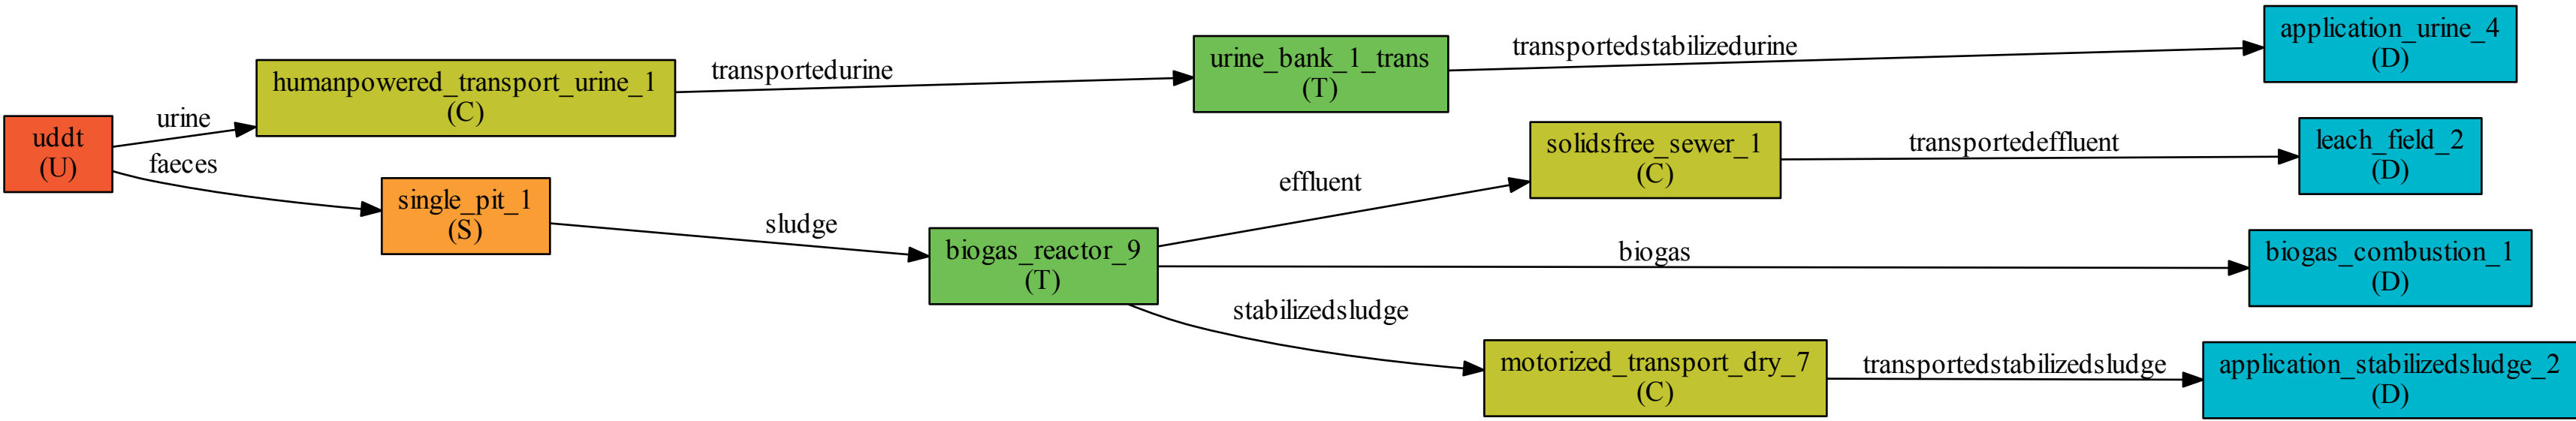 uddt
(U)
urine
faeces
humanpowered_transport_urine_1
(C)
transportedurine
urine_bank_1_trans
(T)
transportedstabilizedurine
application_urine_4
(D)
single_pit_1
(S)
sludge
biogas_reactor_9
(T)
effluent
solidsfree_sewer_1
(C)
transportedeffluent
leach_field_2
(D)
biogas
biogas_combustion_1
(D)
stabilizedsludge
motorized_transport_dry_7
(C)
transportedstabilizedsludge
application_stabilizedsludge_2
(D)